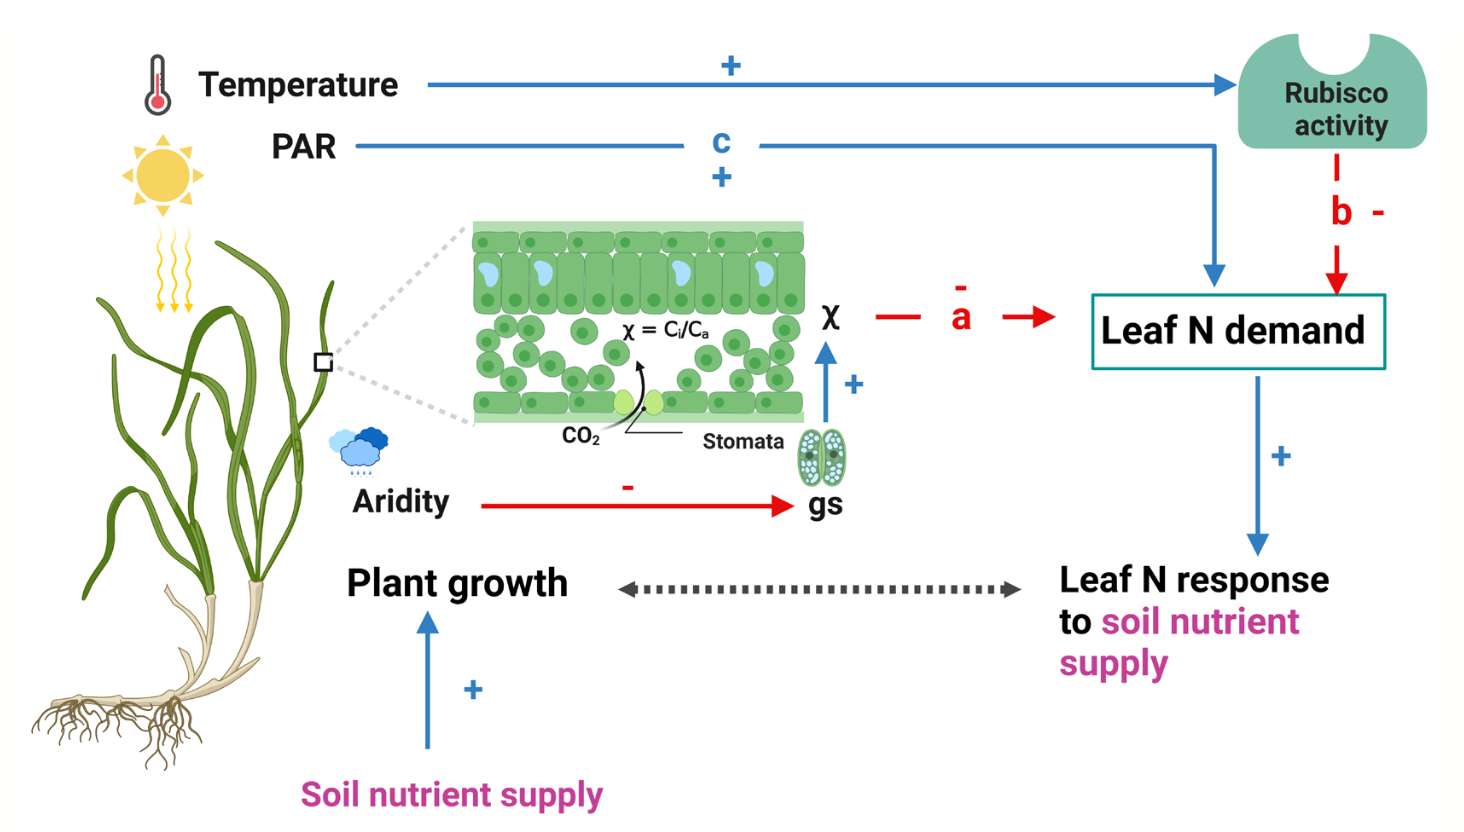 Temperature
+
Rubisco
activity
PAR
c
+
b -
χ = Cᵢ/Cₐ
χ
-
a
Leaf N demand
+
CO₂
Stomata
+
Aridity
-
gs
Plant growth
Leaf N response
to soil nutrient
supply
+
Soil nutrient supply